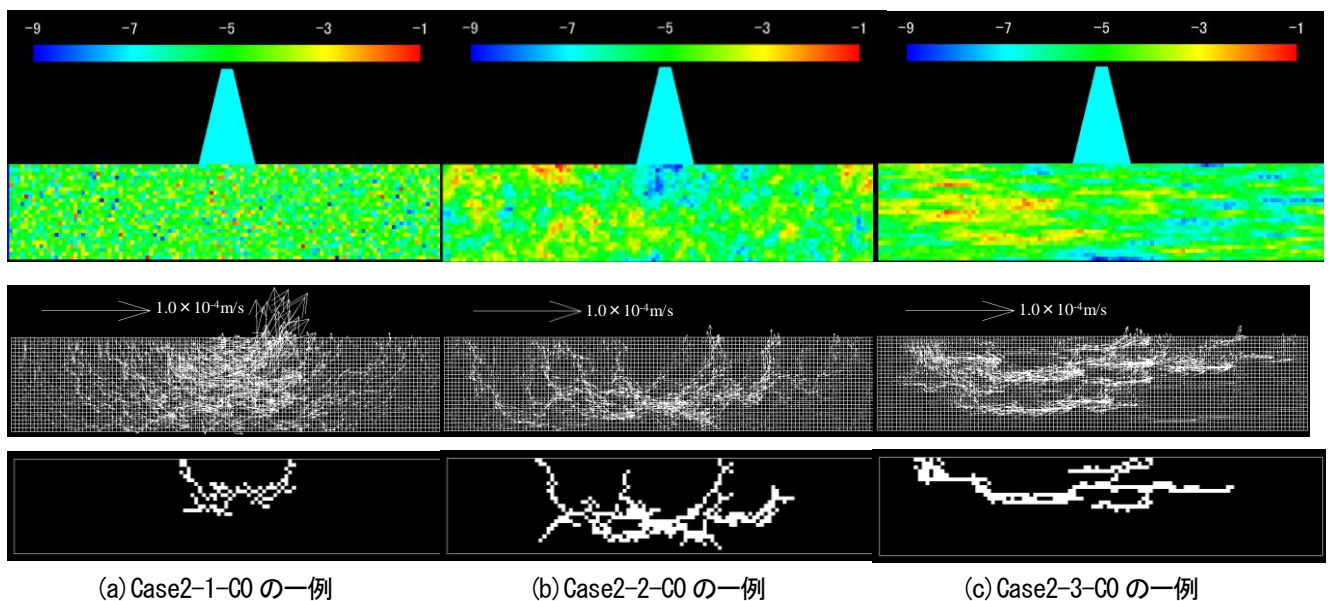 -9 -7 -5 -3 -1 -9 -7 -5 -3 -1 -9 -7 -5 -3 -1
1.0×10⁻⁴m/s 1.0×10⁻⁴m/s 1.0×10⁻⁴m/s
(a)Case2-1-C0 の一例 (b)Case2-2-C0 の一例 (c)Case2-3-C0 の一例